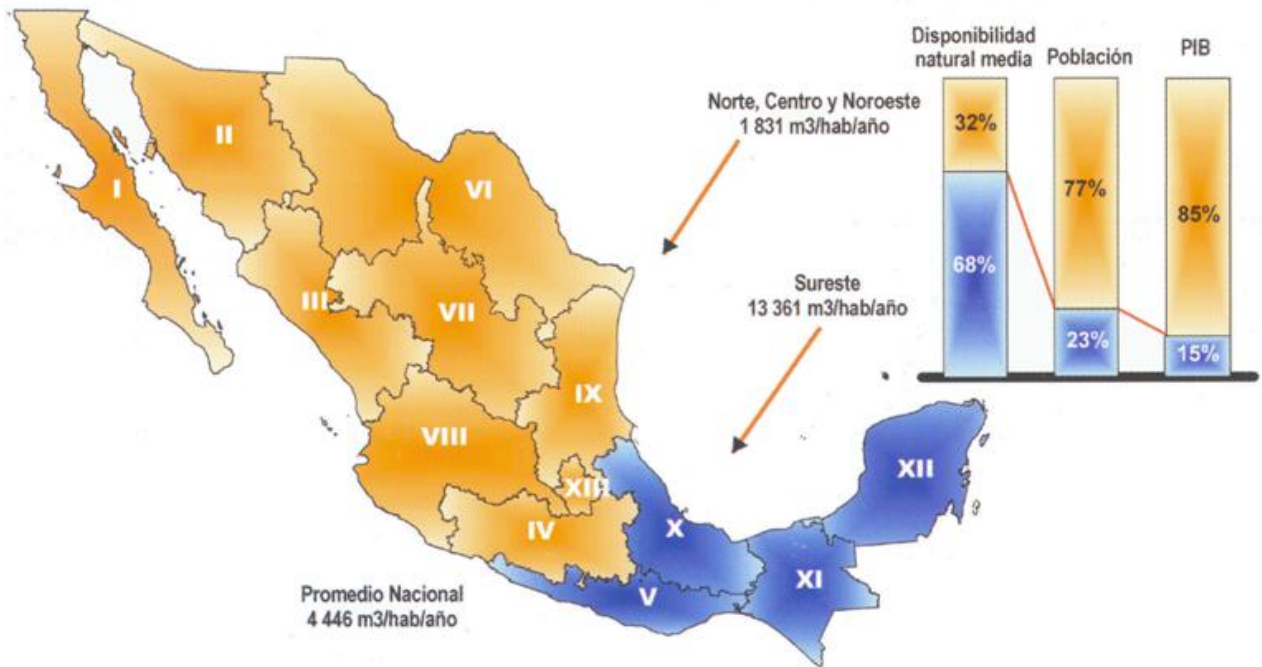 Disponibilidad
natural media
Población
PIB
Norte, Centro y Noroeste
1 831 m3/hab/año
32%
77%
85%
68%
23%
15%
Sureste
13 361 m3/hab/año
I
II
III
VI
VII
IX
VIII
XIII
IV
X
V
XI
XII
Promedio Nacional
4 446 m3/hab/año